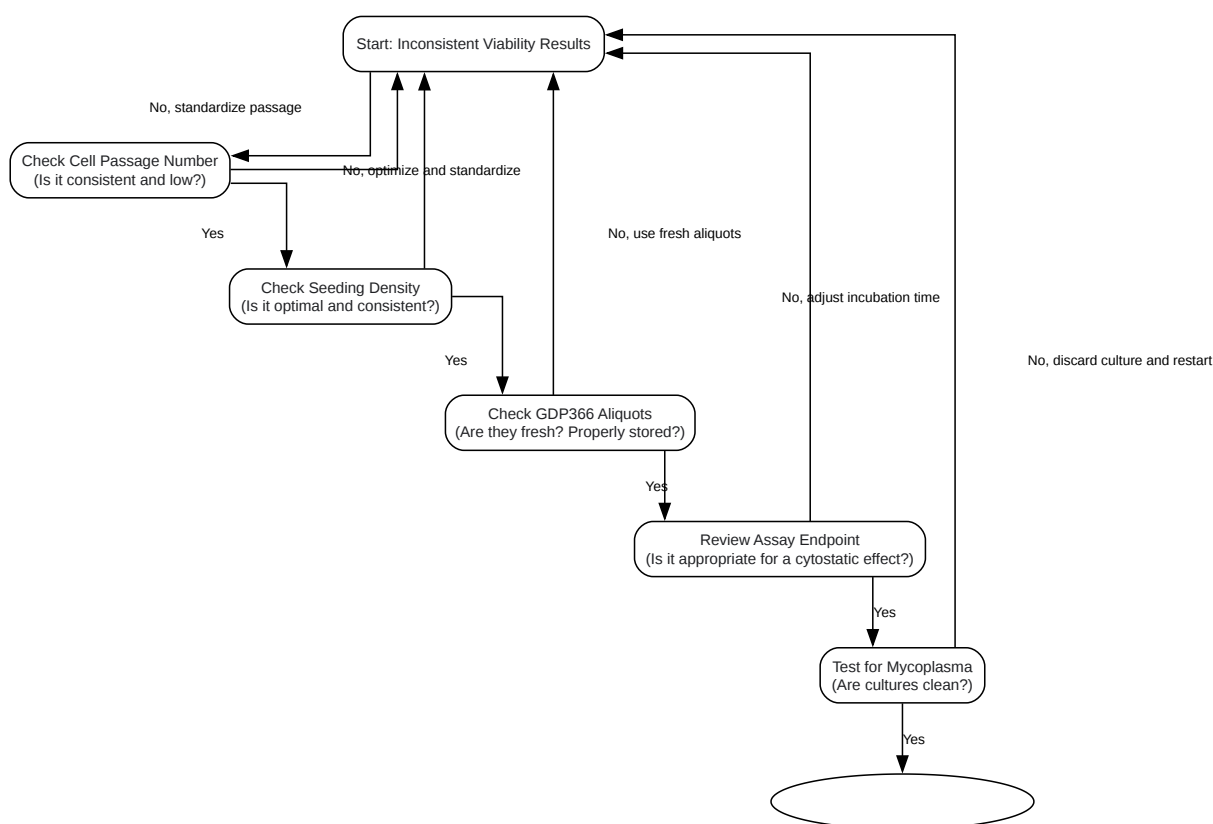 Start: Inconsistent Viability Results
No, standardize passage
Check Cell Passage Number
(Is it consistent and low?)
No, optimize and standardize
Yes
No, use fresh aliquots
Check Seeding Density
(Is it optimal and consistent?)
No, adjust incubation time
Yes
No, discard culture and restart
Check GDP366 Aliquots
(Are they fresh? Properly stored?)
Yes
Review Assay Endpoint
(Is it appropriate for a cytostatic effect?)
Yes
Test for Mycoplasma
(Are cultures clean?)
Yes